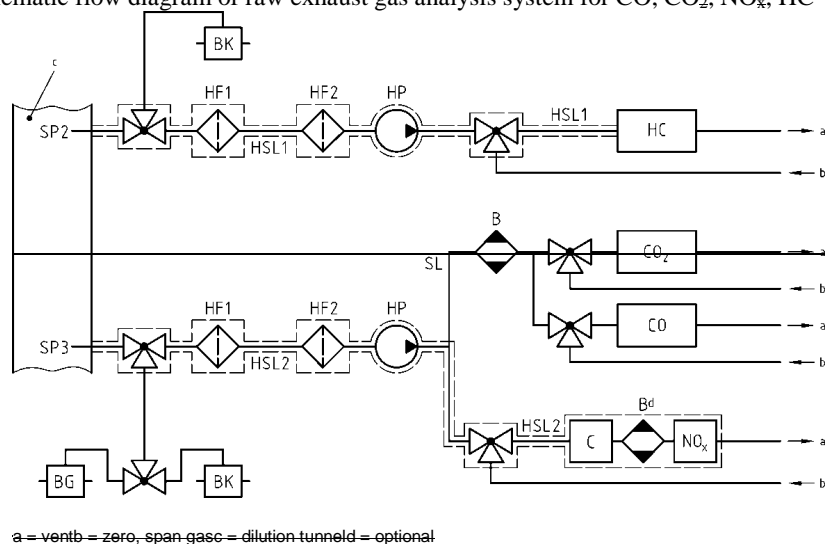 ematic flow diagram of raw exhaust gas analysis system for CO, CO2, NOx, HC
BK
c
HF1
HF2
HP
HSL1
SP2
HSL1
HC
a
b
B
SL
CO2
a
b
HF1
HF2
HP
CO
a
SP3
HSL2
b
Bd
HSL2
C
NOx
a
BG
BK
b
a = ventb = zero, span gasc = dilution tunneld = optional